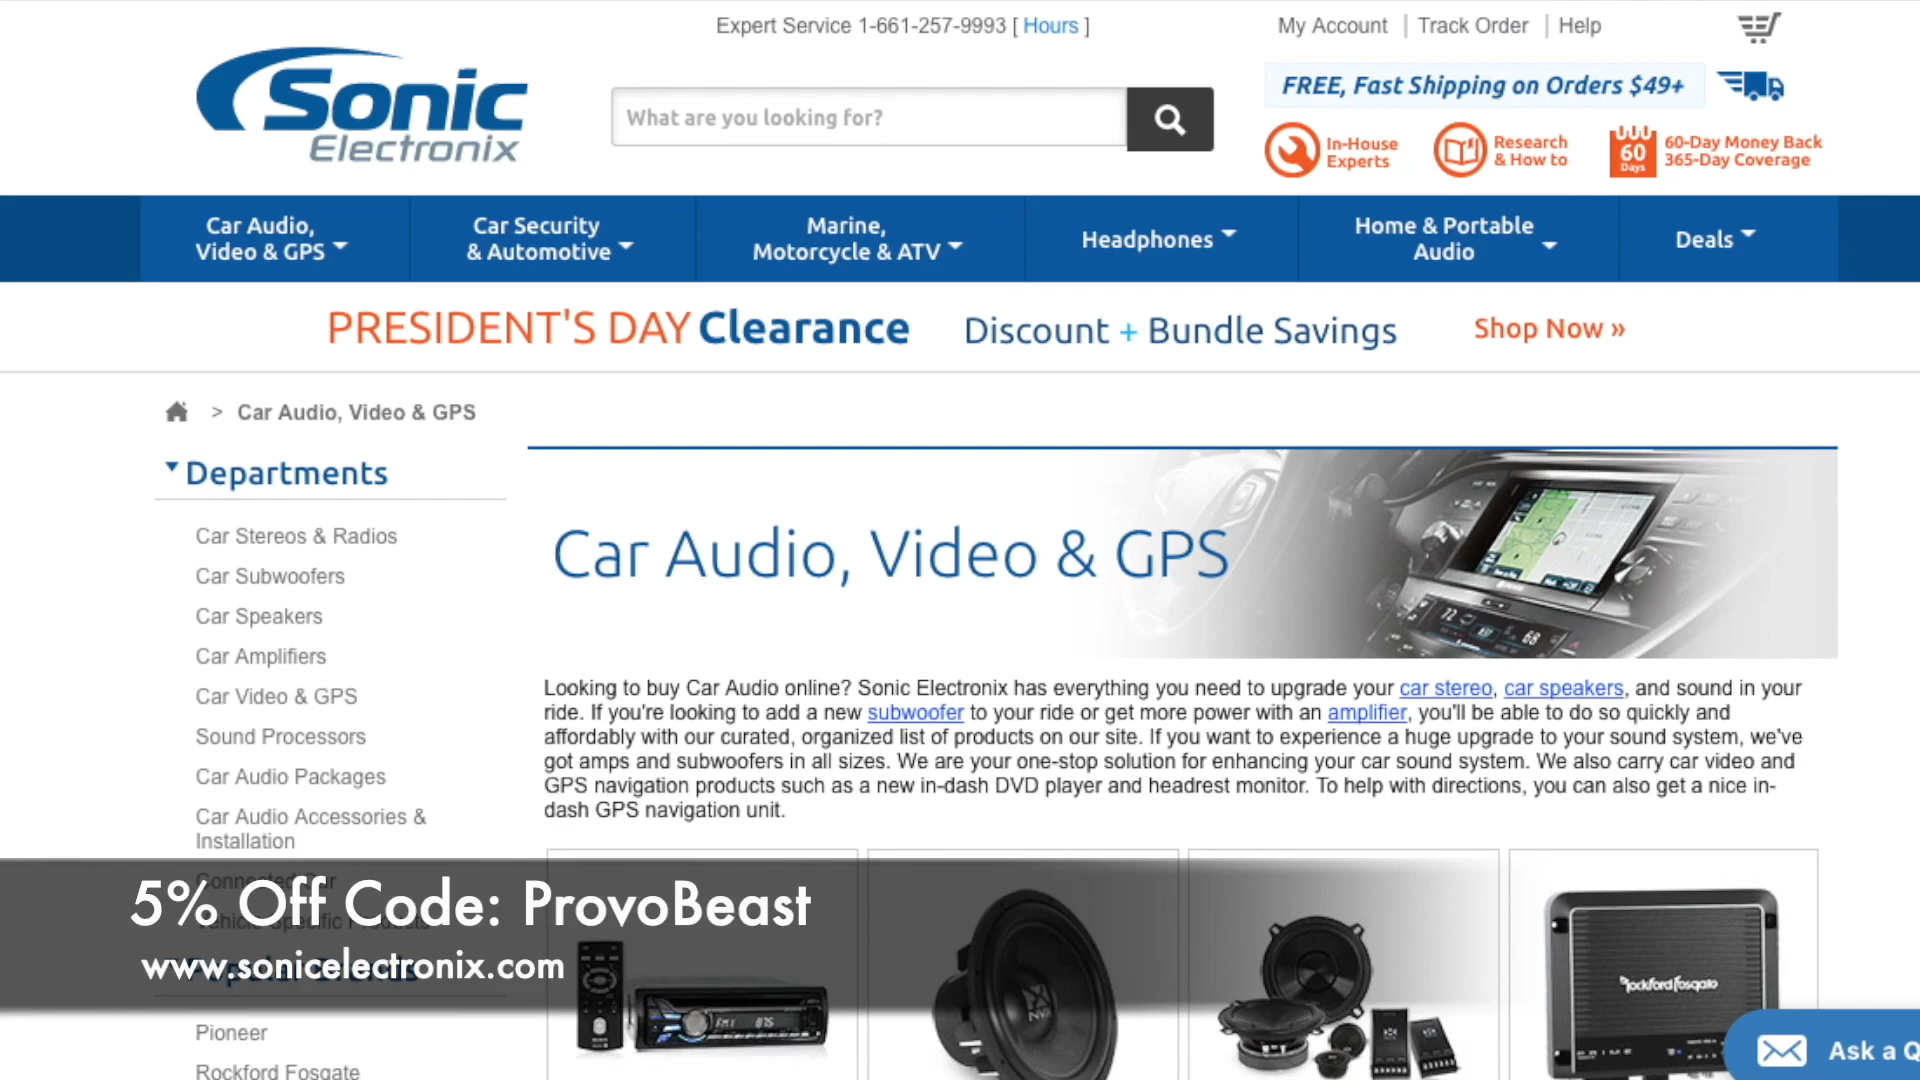 Expert Service 1-661-257-9993 [ Hours ]
My Account | Track Order | Help
Sonic
Electronix
What are you looking for?
FREE, Fast Shipping on Orders $49+
In-House
Experts
Research
& How to
60
Days
60-Day Money Back
365-Day Coverage
Car Audio,
Video & GPS
Car Security
& Automotive
Marine,
Motorcycle & ATV
Headphones
Home & Portable
Audio
Deals
PRESIDENT'S DAY Clearance
Discount + Bundle Savings
Shop Now »
> Car Audio, Video & GPS
Departments
Car Stereos & Radios
Car Subwoofers
Car Speakers
Car Amplifiers
Car Video & GPS
Sound Processors
Car Audio Packages
Car Audio Accessories &
Installation
Connected Car
Vehicle Specific Products
Popular Brands
Pioneer
Rockford Fosgate
Car Audio, Video & GPS
Looking to buy Car Audio online? Sonic Electronix has everything you need to upgrade your car stereo, car speakers, and sound in your
ride. If you're looking to add a new subwoofer to your ride or get more power with an amplifier, you'll be able to do so quickly and
affordably with our curated, organized list of products on our site. If you want to experience a huge upgrade to your sound system, we've
got amps and subwoofers in all sizes. We are your one-stop solution for enhancing your car sound system. We also carry car video and
GPS navigation products such as a new in-dash DVD player and headrest monitor. To help with directions, you can also get a nice in-
dash GPS navigation unit.
5% Off Code: ProvoBeast
www.sonicelectronix.com
NVX
Rockford Fosgate
Ask a Q